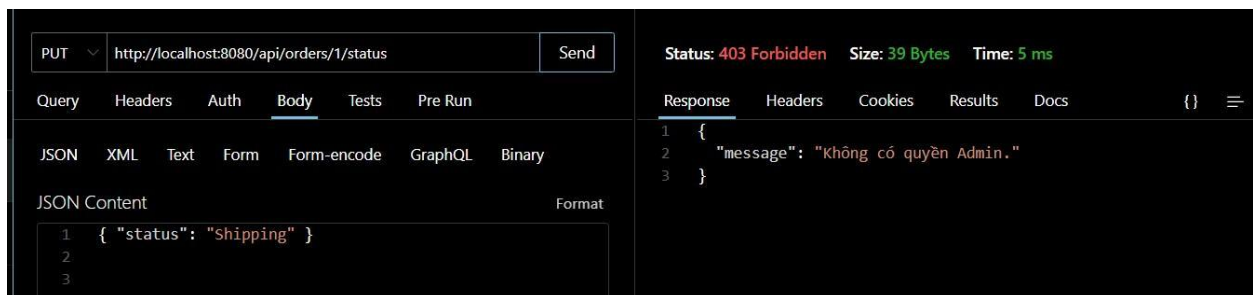 PUT http://localhost:8080/api/orders/1/status Send
Query Headers Auth Body Tests Pre Run
JSON XML Text Form Form-encode GraphQL Binary
JSON Content Format
1 { "status": "Shipping" }
2
3
Status: 403 Forbidden Size: 39 Bytes Time: 5 ms
Response Headers Cookies Results Docs {}
1 {
2 "message": "Không có quyền Admin."
3 }